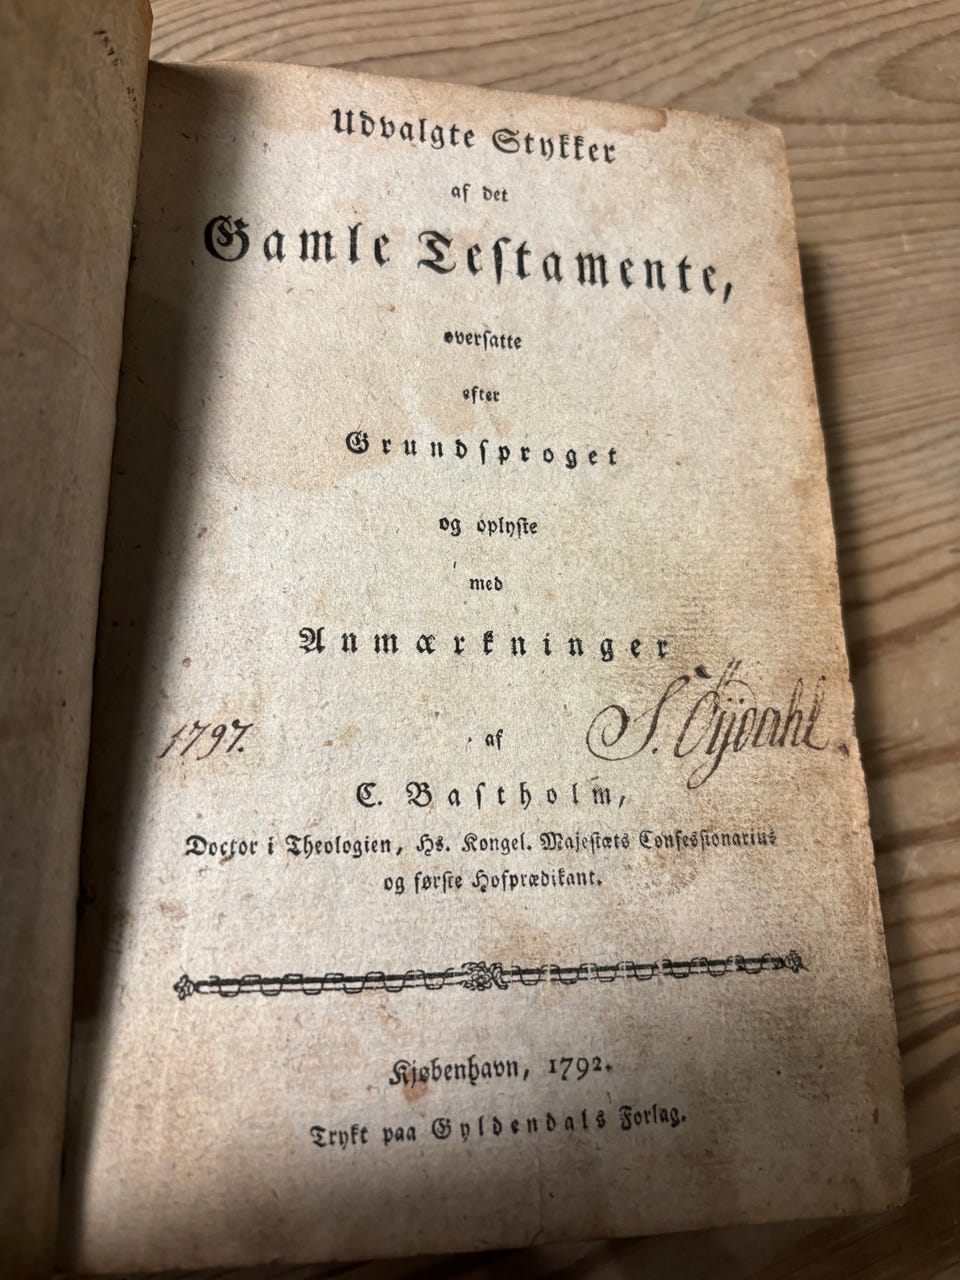 Udvalgte Stykker
af det
Gamle Testamente,
oversatte
efter
Grundsproget
og oplyste
med
Anmærkninger
1797.
af
C. Bastholm,
Doctor i Theologien, Hs. Kongel. Majestæts Confessionarius
og første Hofprædikant.
Kjøbenhavn, 1792.
Trykt paa Gyldendals Forlag.